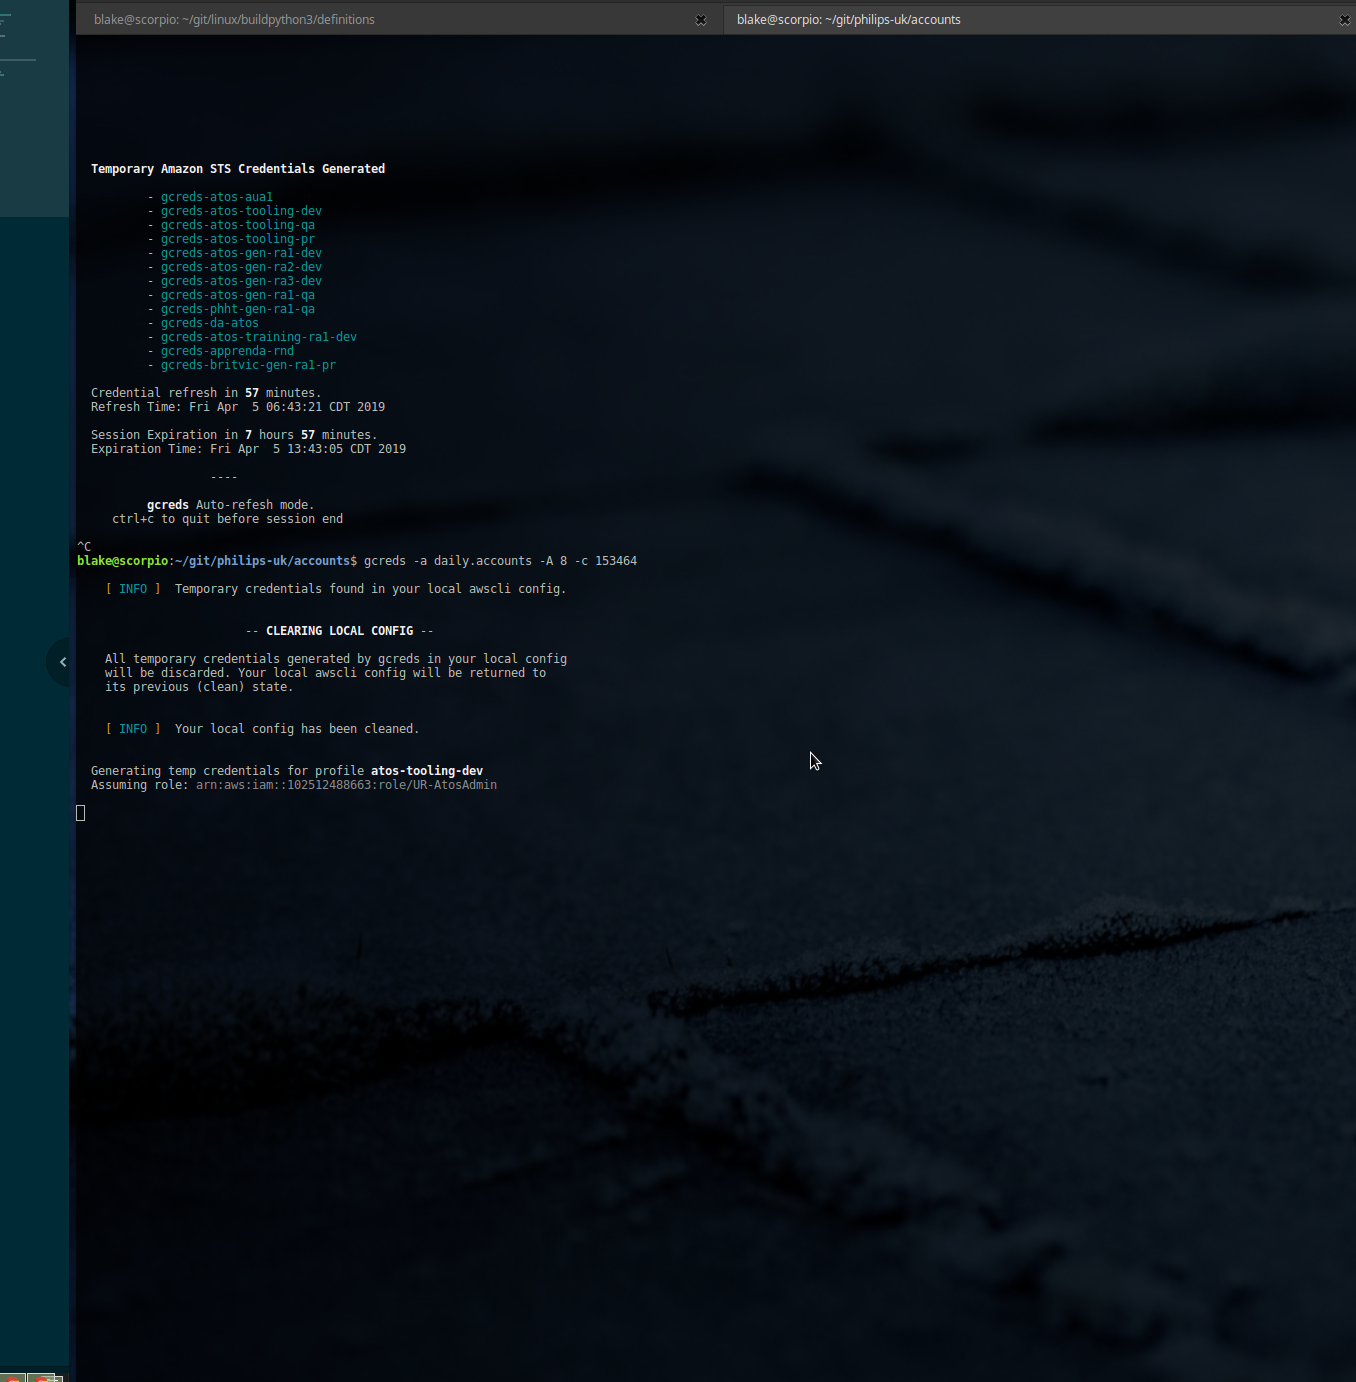 blake@scorpio: ~/git/linux/buildpython3/definitions
blake@scorpio: ~/git/philips-uk/accounts
Temporary Amazon STS Credentials Generated
- gcreds-atos-aua1
- gcreds-atos-tooling-dev
- gcreds-atos-tooling-qa
- gcreds-atos-tooling-pr
- gcreds-atos-gen-ra1-dev
- gcreds-atos-gen-ra2-dev
- gcreds-atos-gen-ra3-dev
- gcreds-atos-gen-ra1-qa
- gcreds-phht-gen-ra1-qa
- gcreds-da-atos
- gcreds-atos-training-ra1-dev
- gcreds-apprenda-rnd
- gcreds-britvic-gen-ra1-pr
Credential refresh in 57 minutes.
Refresh Time: Fri Apr  5 06:43:21 CDT 2019
Session Expiration in 7 hours 57 minutes.
Expiration Time: Fri Apr  5 13:43:05 CDT 2019
----
gcreds Auto-refesh mode.
ctrl+c to quit before session end
^C
blake@scorpio:~/git/philips-uk/accounts$ gcreds -a daily.accounts -A 8 -c 153464
[ INFO ]  Temporary credentials found in your local awscli config.
-- CLEARING LOCAL CONFIG --
All temporary credentials generated by gcreds in your local config
will be discarded. Your local awscli config will be returned to
its previous (clean) state.
[ INFO ]  Your local config has been cleaned.
Generating temp credentials for profile atos-tooling-dev
Assuming role: arn:aws:iam::102512488663:role/UR-AtosAdmin